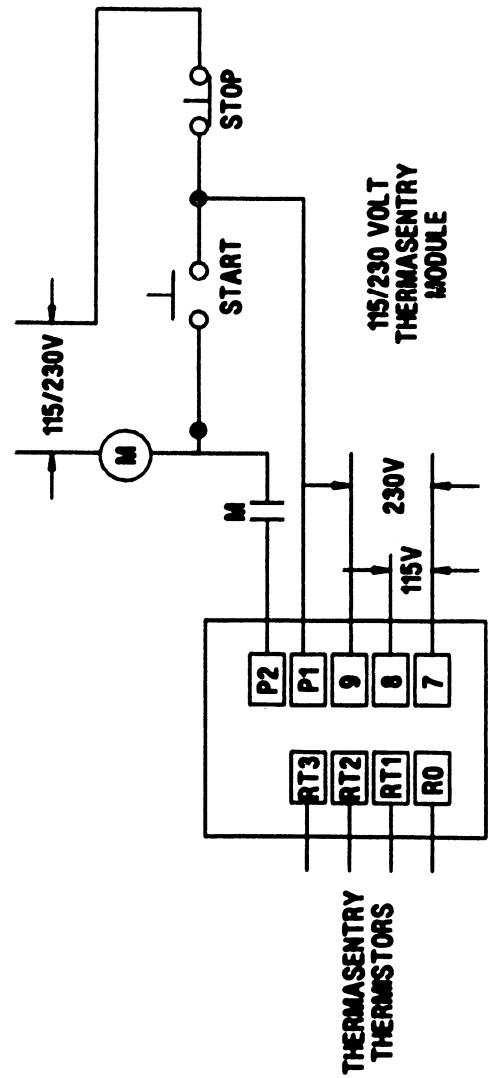 115/230V
M
STOP
START
M
115/230 VOLT
THERMASENTRY
MODULE
P2
P1
9
8
7
230V
115V
RT3
RT2
RT1
R0
THERMASENTRY
THERMISTORS